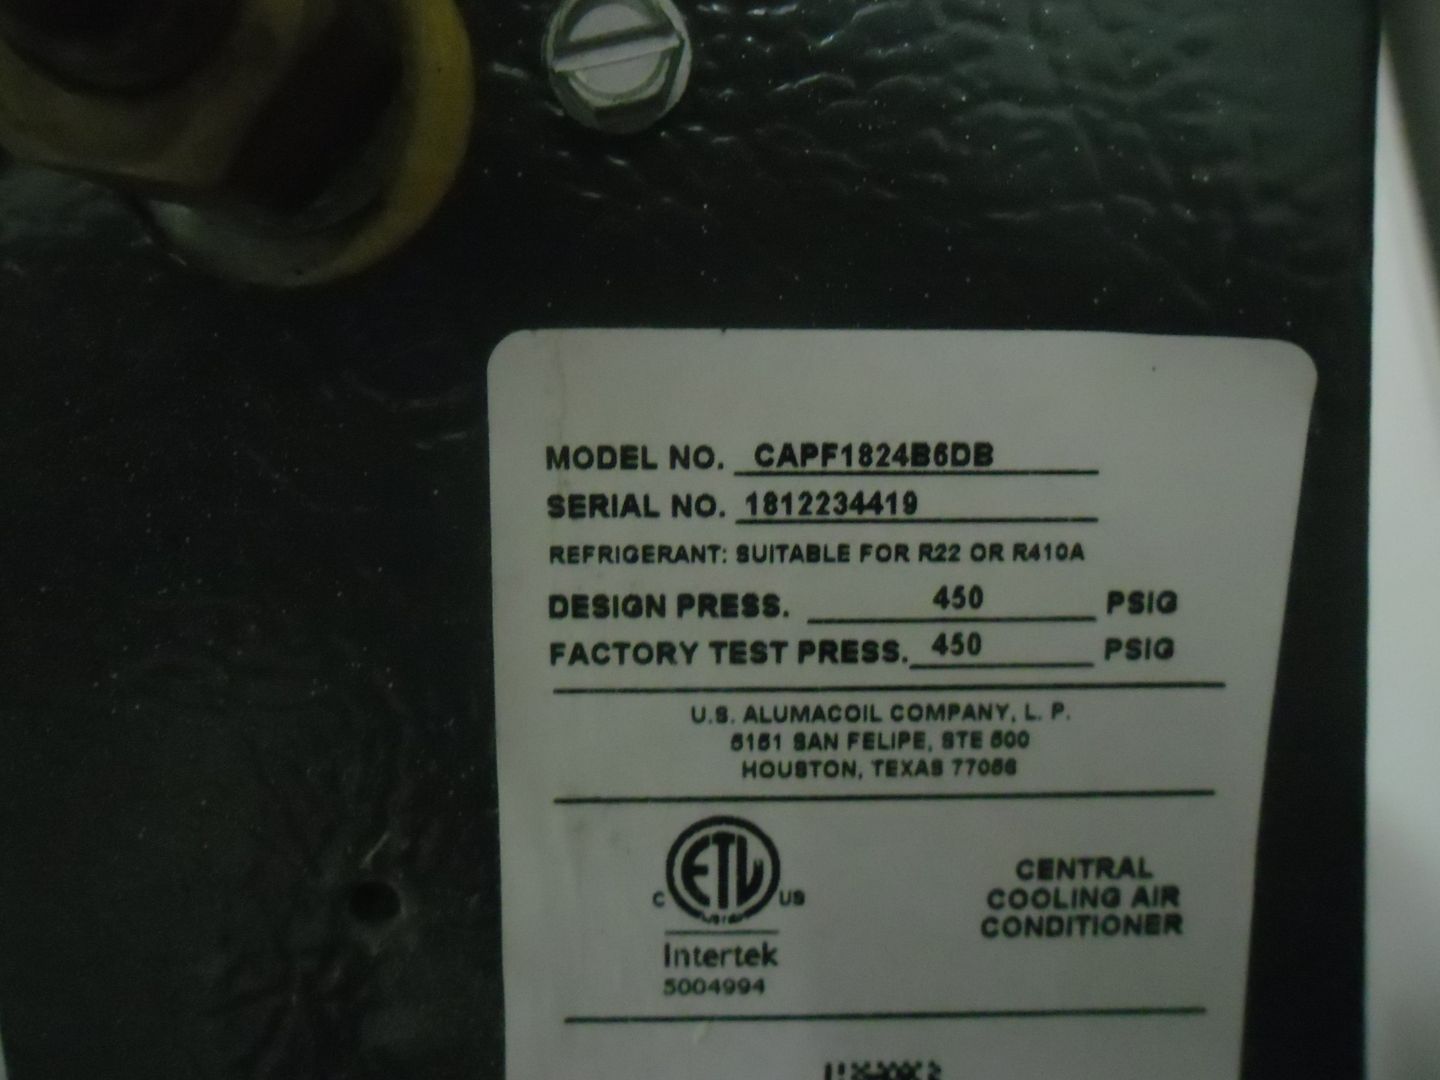 MODEL NO. CAPF1824B6DB
SERIAL NO. 1812234419
REFRIGERANT: SUITABLE FOR R22 OR R410A
DESIGN PRESS. 450 PSIG
FACTORY TEST PRESS. 450 PSIG
U.S. ALUMACOIL COMPANY, L. P.
5151 SAN FELIPE, STE 500
HOUSTON, TEXAS 77056
ETL
C US
Intertek
5004994
CENTRAL
COOLING AIR
CONDITIONER